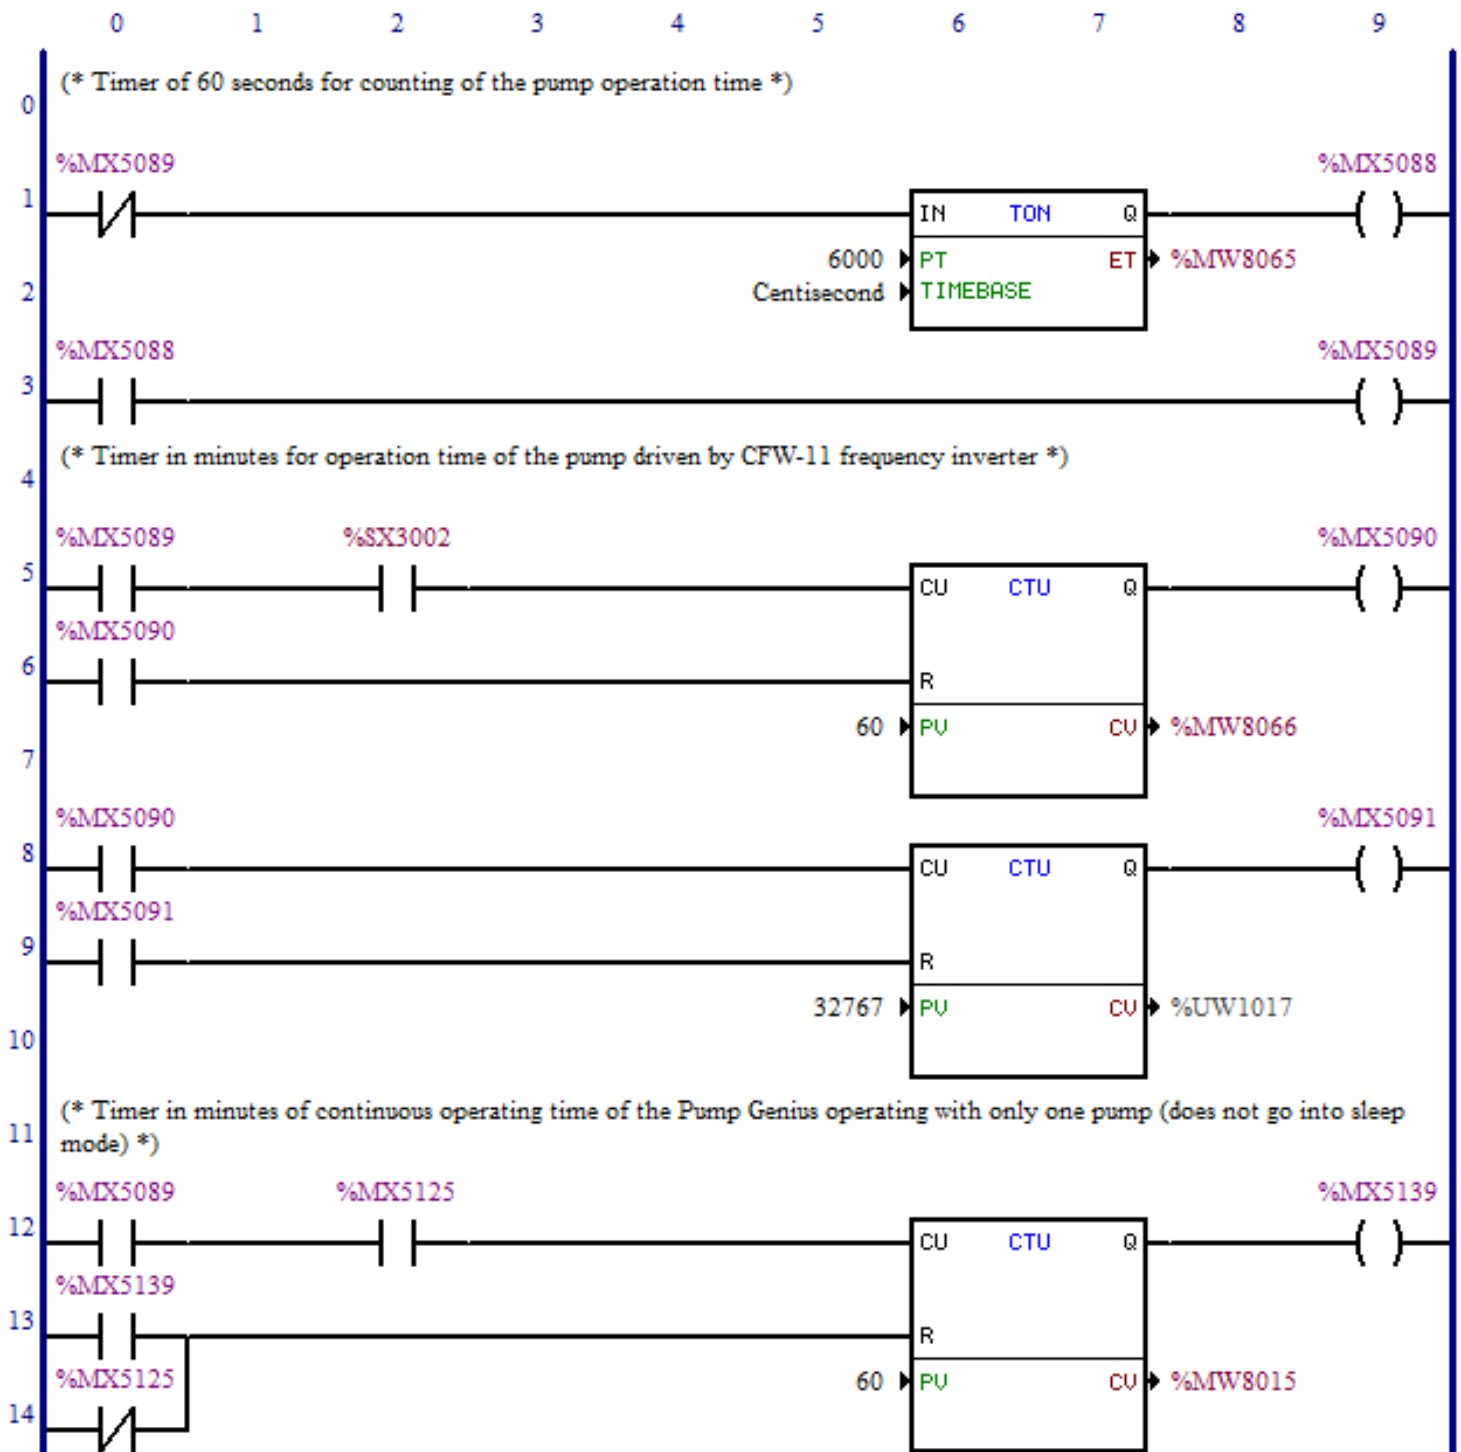 0 1 2 3 4 5 6 7 8 9
(* Timer of 60 seconds for counting of the pump operation time *)
0
%MX5089 %MX5088
1 IN TON Q
6000 PT ET %MW8065
2 Centisecond TIMEBASE
%MX5088 %MX5089
3
(* Timer in minutes for operation time of the pump driven by CFW-11 frequency inverter *)
4
%MX5089 %SX3002 %MX5090
5 CU CTU Q
%MX5090
6 R
60 PV CV %MW8066
7
%MX5090 %MX5091
8 CU CTU Q
%MX5091
9 R
32767 PV CV %UW1017
10
(* Timer in minutes of continuous operating time of the Pump Genius operating with only one pump (does not go into sleep
11
mode) *)
%MX5089 %MX5125 %MX5139
12 CU CTU Q
%MX5139
13 R
%MX5125 60 PV CV %MW8015
14